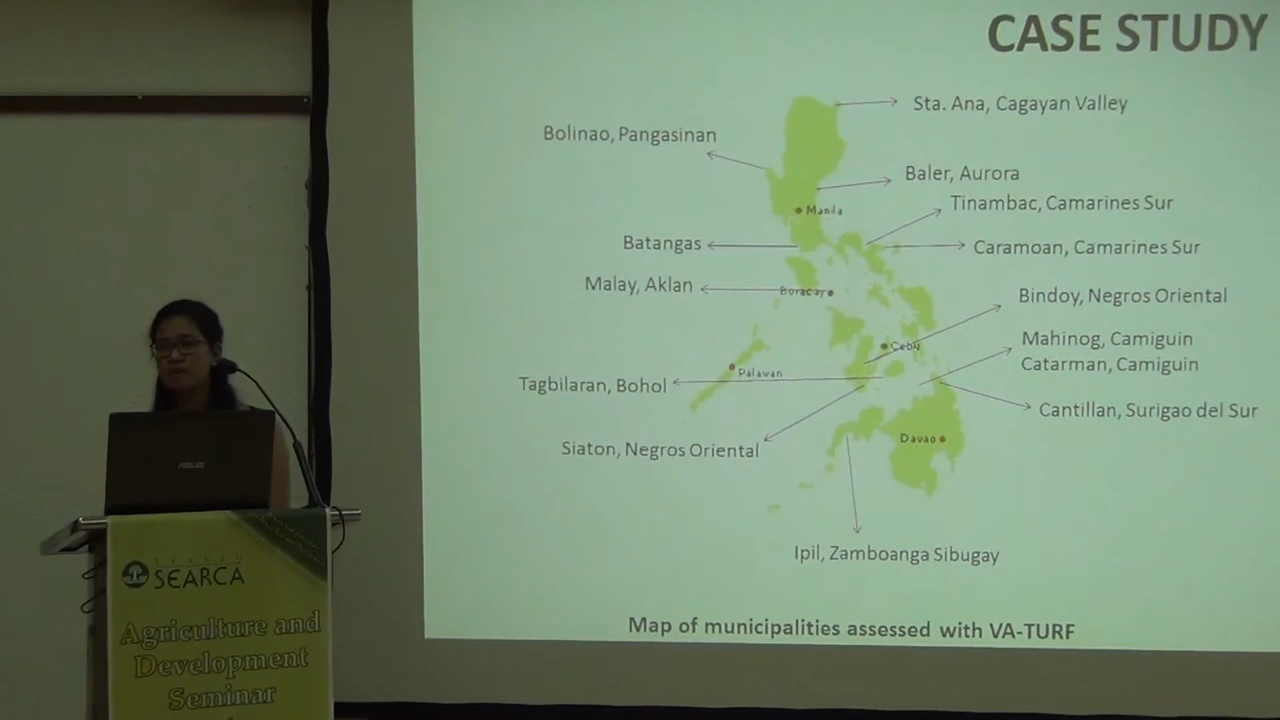 CASE STUDY
Sta. Ana, Cagayan Valley
Bolinao, Pangasinan
Baler, Aurora
Tinambac, Camarines Sur
Manila
Batangas
Caramoan, Camarines Sur
Malay, Aklan
Boracay
Bindoy, Negros Oriental
Cebu
Mahinog, Camiguin
Catarman, Camiguin
Palawan
Tagbilaran, Bohol
Cantillan, Surigao del Sur
Davao
Siaton, Negros Oriental
Ipil, Zamboanga Sibugay
Map of municipalities assessed with VA-TURF
ASUS
SEARCA
Agriculture and
Development
Seminar